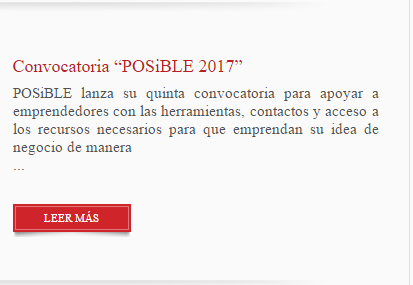 Convocatoria “POSiBLE 2017”
POSiBLE lanza su quinta convocatoria para apoyar a
emprendedores con las herramientas, contactos y acceso a
los recursos necesarios para que emprendan su idea de
negocio de manera
...
LEER MÁS